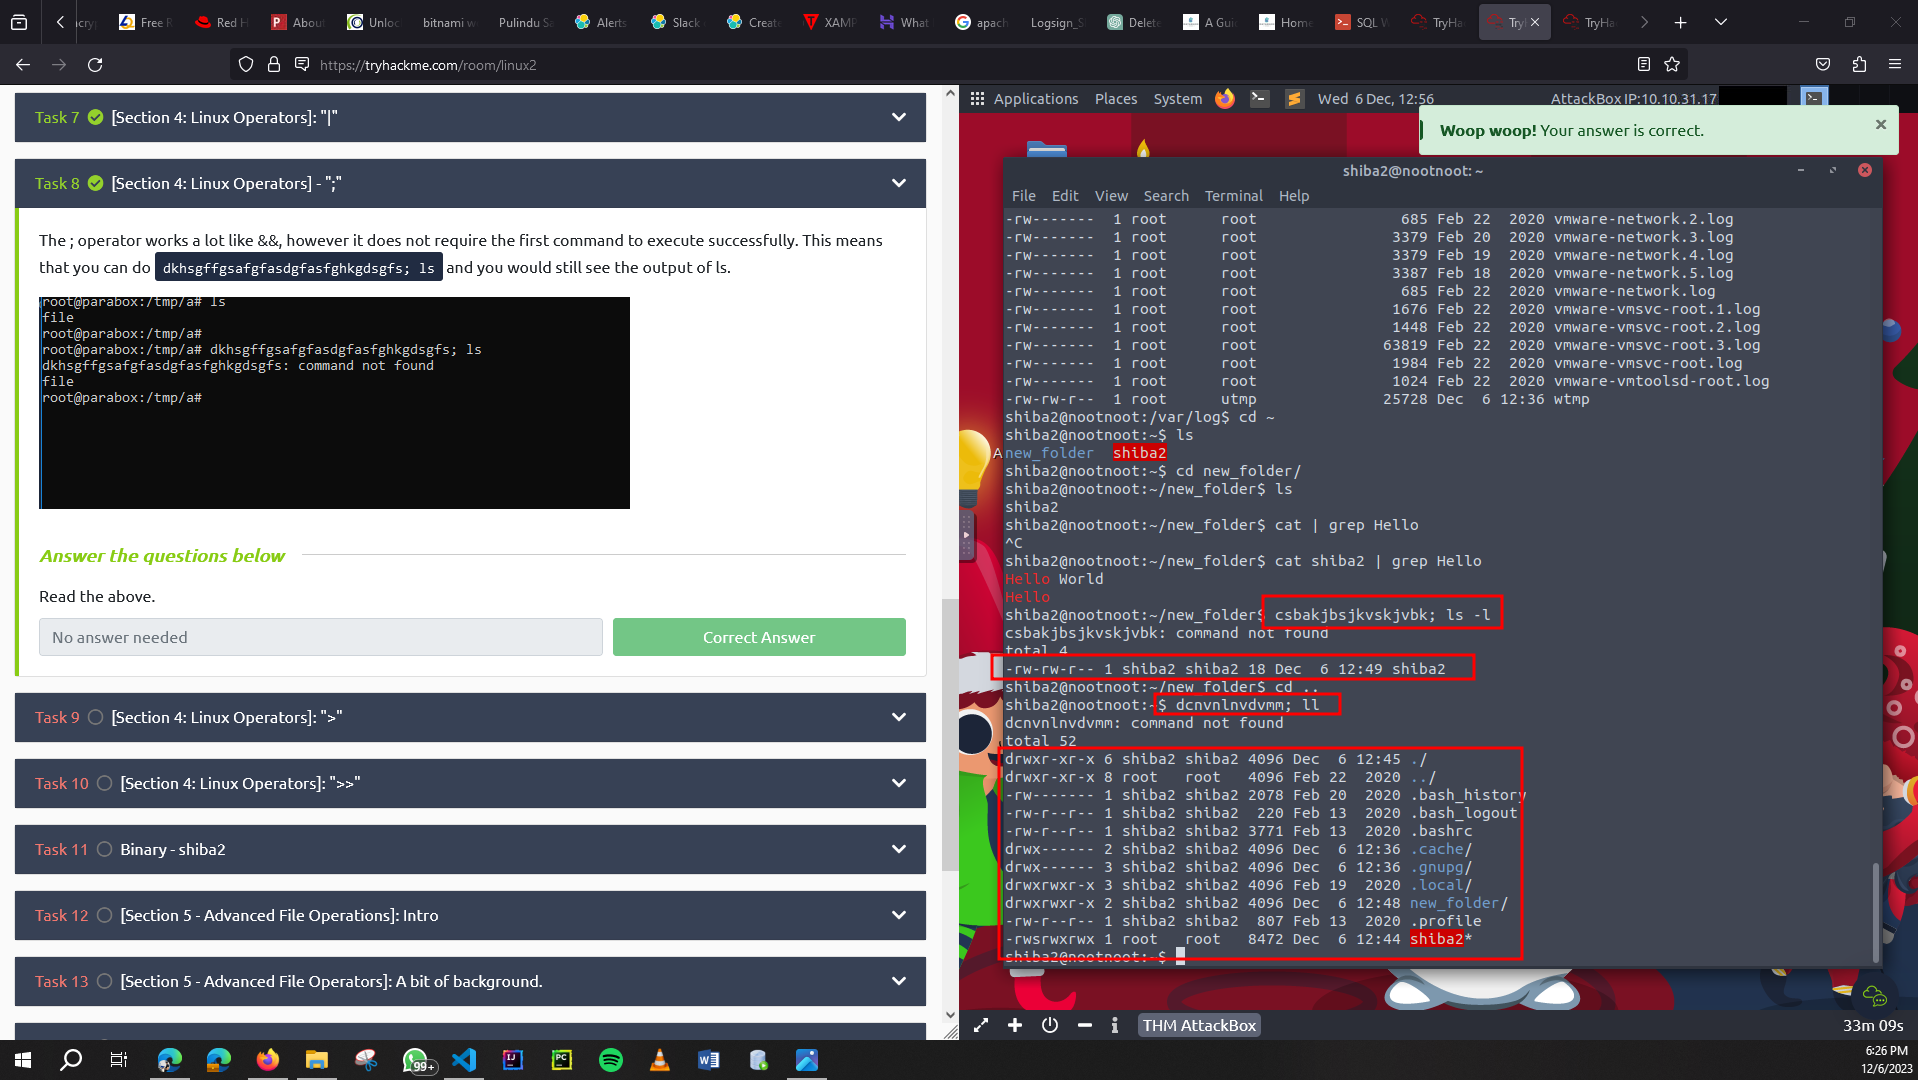 Free R
Red H
About
Unloc
bitnami w
Pulindu Sa
Alerts
Slack
Create
XAMP
What
apach
Logsign_S
Delete
A Gui
Home
SQL W
TryHa
Try
TryHa
https://tryhackme.com/room/linux2
Task 7 [Section 4: Linux Operators]: "|"
Task 8 [Section 4: Linux Operators] - ";"
The ; operator works a lot like &&, however it does not require the first command to execute successfully. This means
that you can do dkhsgffgsafgfasdgfasfghkgdsgfs; ls and you would still see the output of ls.
root@parabox:/tmp/a# ls
file
root@parabox:/tmp/a#
root@parabox:/tmp/a# dkhsgffgsafgfasdgfasfghkgdsgfs; ls
dkhsgffgsafgfasdgfasfghkgdsgfs: command not found
file
root@parabox:/tmp/a#
Answer the questions below
Read the above.
No answer needed
Correct Answer
Task 9 [Section 4: Linux Operators]: ">"
Task 10 [Section 4: Linux Operators]: ">>"
Task 11 Binary - shiba2
Task 12 [Section 5 - Advanced File Operations]: Intro
Task 13 [Section 5 - Advanced File Operators]: A bit of background.
Applications Places System Wed 6 Dec, 12:56 AttackBox IP:10.10.31.17
Woop woop! Your answer is correct.
shiba2@nootnoot: ~
File Edit View Search Terminal Help
-rw------- 1 root root 685 Feb 22 2020 vmware-network.2.log
-rw------- 1 root root 3379 Feb 20 2020 vmware-network.3.log
-rw------- 1 root root 3379 Feb 19 2020 vmware-network.4.log
-rw------- 1 root root 3387 Feb 18 2020 vmware-network.5.log
-rw------- 1 root root 685 Feb 22 2020 vmware-network.log
-rw------- 1 root root 1676 Feb 22 2020 vmware-vmsvc-root.1.log
-rw------- 1 root root 1448 Feb 22 2020 vmware-vmsvc-root.2.log
-rw------- 1 root root 63819 Feb 22 2020 vmware-vmsvc-root.3.log
-rw------- 1 root root 1984 Feb 22 2020 vmware-vmsvc-root.log
-rw------- 1 root root 1024 Feb 22 2020 vmware-vmtoolsd-root.log
-rw-rw-r-- 1 root utmp 25728 Dec 6 12:36 wtmp
shiba2@nootnoot:/var/log$ cd ~
shiba2@nootnoot:~$ ls
new_folder shiba2
shiba2@nootnoot:~$ cd new_folder/
shiba2@nootnoot:~/new_folder$ ls
shiba2
shiba2@nootnoot:~/new_folder$ cat | grep Hello
^C
shiba2@nootnoot:~/new_folder$ cat shiba2 | grep Hello
Hello World
Hello
shiba2@nootnoot:~/new_folder$ csbakjbsjkvskjvbk; ls -l
csbakjbsjkvskjvbk: command not found
total 4
-rw-rw-r-- 1 shiba2 shiba2 18 Dec 6 12:49 shiba2
shiba2@nootnoot:~/new_folder$ cd ..
shiba2@nootnoot:~$ dcnvnlnvdvmm; ll
dcnvnlnvdvmm: command not found
total 52
drwxr-xr-x 6 shiba2 shiba2 4096 Dec 6 12:45 ./
drwxr-xr-x 8 root root 4096 Feb 22 2020 ../
-rw------- 1 shiba2 shiba2 2078 Feb 20 2020 .bash_history
-rw-r--r-- 1 shiba2 shiba2 220 Feb 13 2020 .bash_logout
-rw-r--r-- 1 shiba2 shiba2 3771 Feb 13 2020 .bashrc
drwx------ 2 shiba2 shiba2 4096 Dec 6 12:36 .cache/
drwx------ 3 shiba2 shiba2 4096 Dec 6 12:36 .gnupg/
drwxrwxr-x 3 shiba2 shiba2 4096 Feb 19 2020 .local/
drwxrwxr-x 2 shiba2 shiba2 4096 Dec 6 12:48 new_folder/
-rw-r--r-- 1 shiba2 shiba2 807 Feb 13 2020 .profile
-rwsrwxrwx 1 root root 8472 Dec 6 12:44 shiba2*
shiba2@nootnoot:~$
THM AttackBox
33m 09s
99+
6:26 PM
12/6/2023